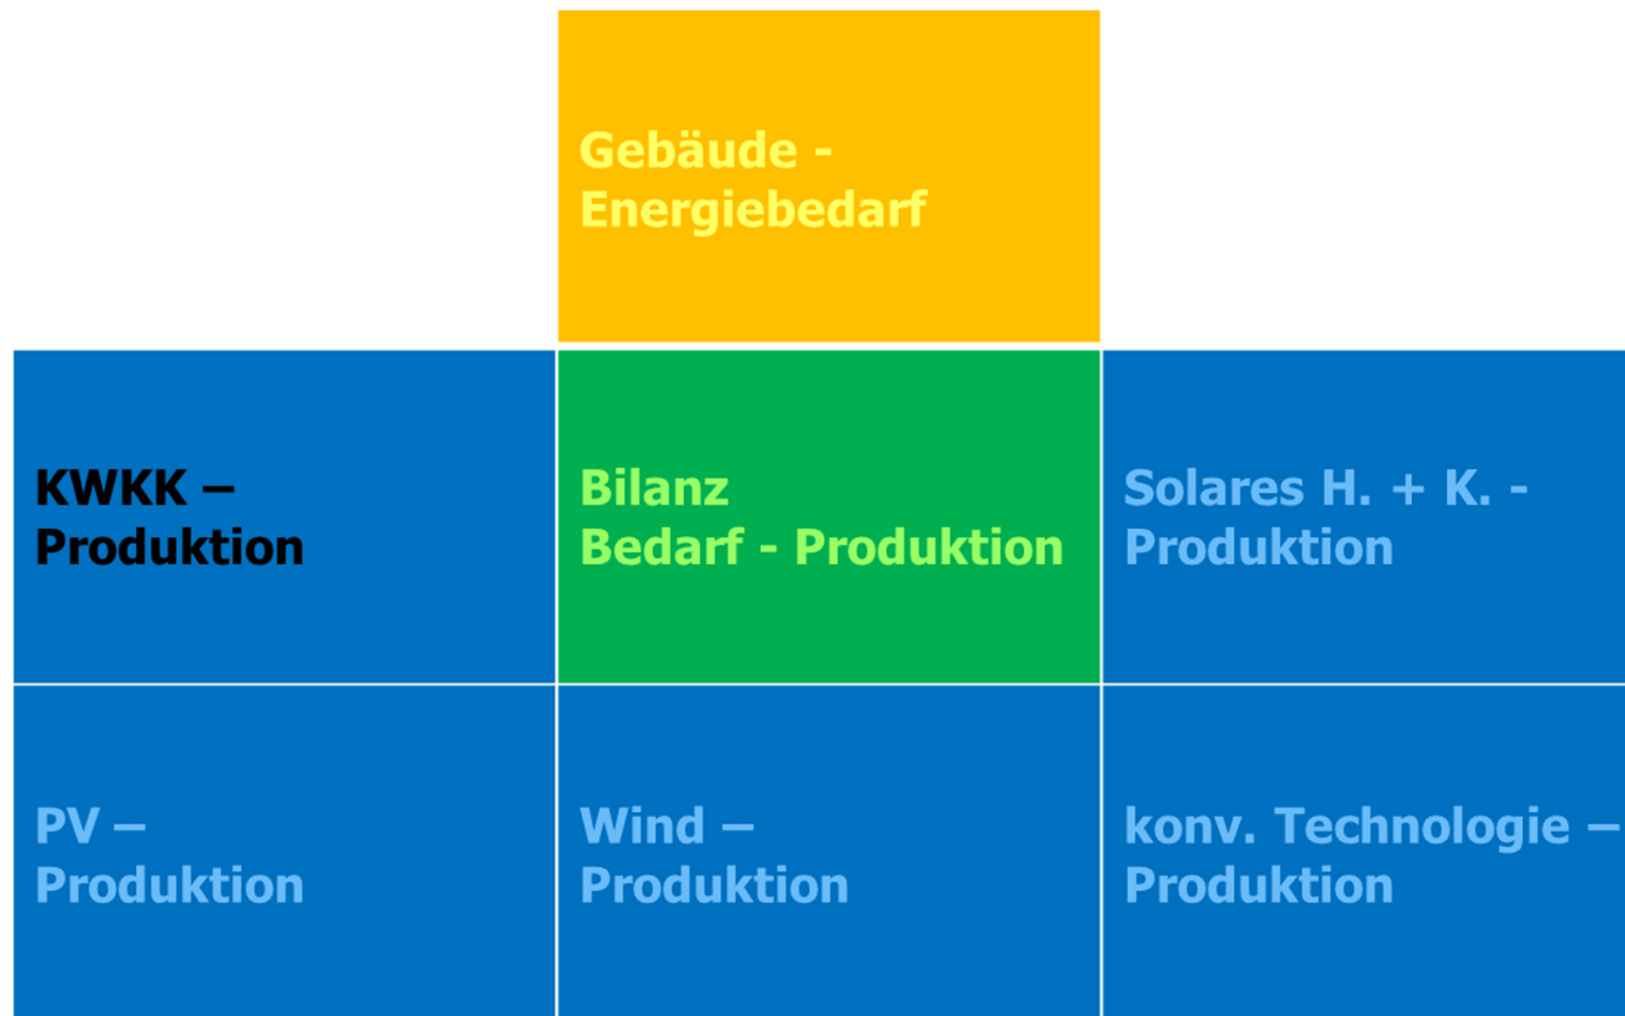 Gebäude -
Energiebedarf
KWKK –
Produktion
Bilanz
Bedarf - Produktion
Solares H. + K. -
Produktion
PV –
Produktion
Wind –
Produktion
konv. Technologie –
Produktion